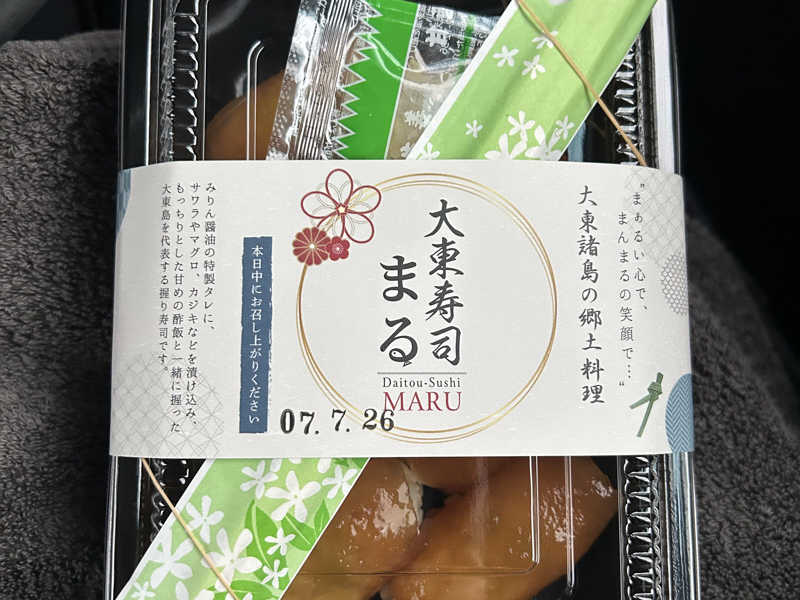 "まぁるい心で、
まんまるの笑顔で…"
大東諸島の郷土料理
大東寿司
まる
Daitou-Sushi
MARU
本日中にお召し上がりください
07. 7. 26
みりん醤油の特製タレに、
サワラやマグロ、カジキなどを漬け込み、
もっちりとした甘めの酢飯と一緒に握った
大東島を代表する握り寿司です。